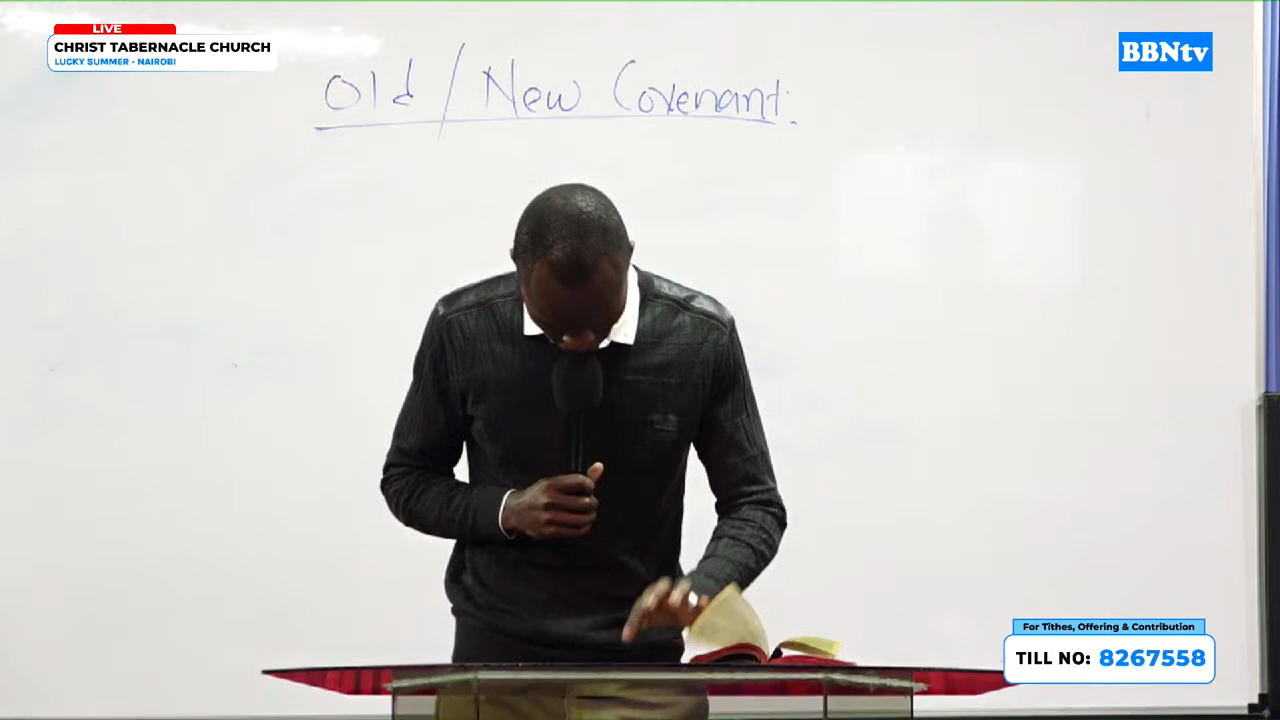 LIVE
CHRIST TABERNACLE CHURCH
LUCKY SUMMER - NAIROBI
BBNtv
Old / New Covenant.
For Tithes, Offering & Contribution
TILL NO: 8267558